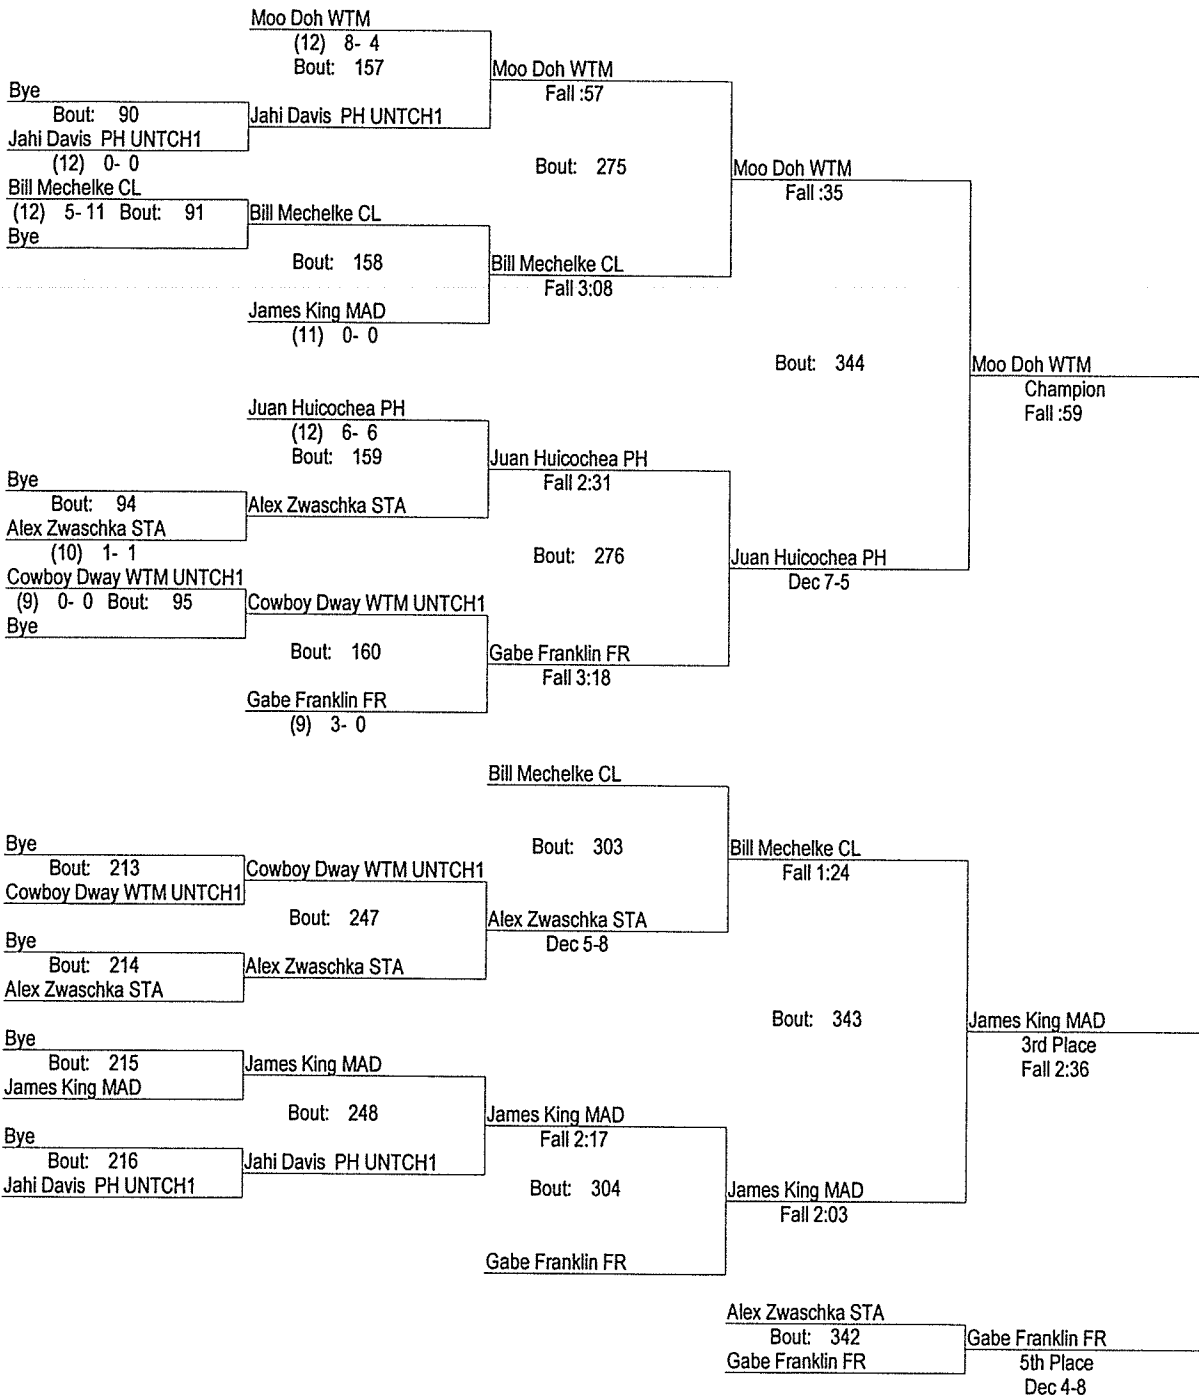 Moo Doh WTM
(12) 8- 4
Bout: 157
Moo Doh WTM
Fall :57
Bye
Bout: 90
Jahi Davis PH UNTCH1
Jahi Davis PH UNTCH1
(12) 0- 0
Bout: 275
Moo Doh WTM
Fall :35
Bill Mechelke CL
(12) 5- 11 Bout: 91
Bill Mechelke CL
Bye
Bout: 158
Bill Mechelke CL
Fall 3:08
James King MAD
(11) 0- 0
Bout: 344
Moo Doh WTM
Champion
Fall :59
Juan Huicochea PH
(12) 6- 6
Bout: 159
Juan Huicochea PH
Fall 2:31
Bye
Bout: 94
Alex Zwaschka STA
Alex Zwaschka STA
(10) 1- 1
Bout: 276
Juan Huicochea PH
Dec 7-5
Cowboy Dway WTM UNTCH1
(9) 0- 0 Bout: 95
Cowboy Dway WTM UNTCH1
Bye
Bout: 160
Gabe Franklin FR
Fall 3:18
Gabe Franklin FR
(9) 3- 0
Bill Mechelke CL
Bout: 303
Bill Mechelke CL
Fall 1:24
Bye
Bout: 213
Cowboy Dway WTM UNTCH1
Cowboy Dway WTM UNTCH1
Bout: 247
Alex Zwaschka STA
Dec 5-8
Bye
Bout: 214
Alex Zwaschka STA
Alex Zwaschka STA
Bout: 343
James King MAD
3rd Place
Fall 2:36
Bye
Bout: 215
James King MAD
James King MAD
Bout: 248
James King MAD
Fall 2:17
Bye
Bout: 216
Jahi Davis PH UNTCH1
Jahi Davis PH UNTCH1
Bout: 304
James King MAD
Fall 2:03
Gabe Franklin FR
Alex Zwaschka STA
Bout: 342
Gabe Franklin FR
Gabe Franklin FR
5th Place
Dec 4-8